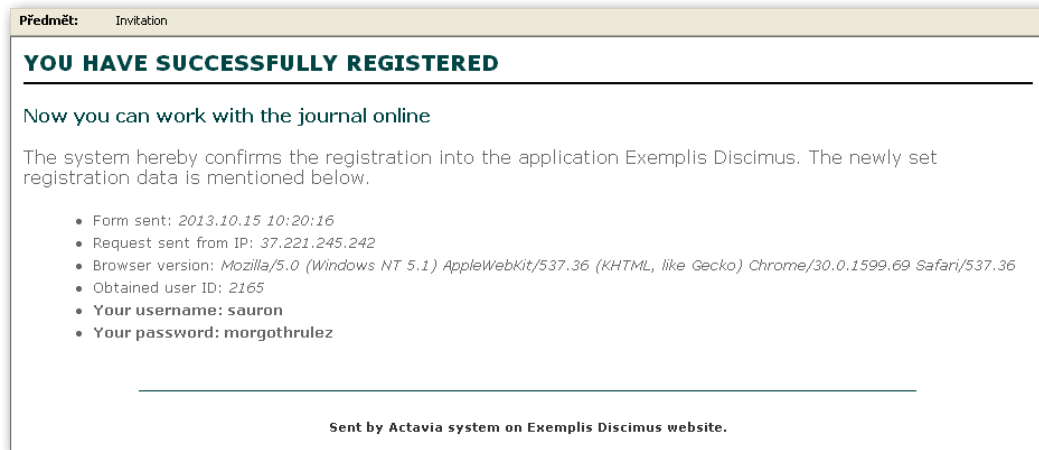 Předmět: Invitation
YOU HAVE SUCCESSFULLY REGISTERED
Now you can work with the journal online
The system hereby confirms the registration into the application Exemplis Discimus. The newly set
registration data is mentioned below.
• Form sent: 2013.10.15 10:20:16
• Request sent from IP: 37.221.245.242
• Browser version: Mozilla/5.0 (Windows NT 5.1) AppleWebKit/537.36 (KHTML, like Gecko) Chrome/30.0.1599.69 Safari/537.36
• Obtained user ID: 2165
• Your username: sauron
• Your password: morgothrulez
Sent by Actavia system on Exemplis Discimus website.